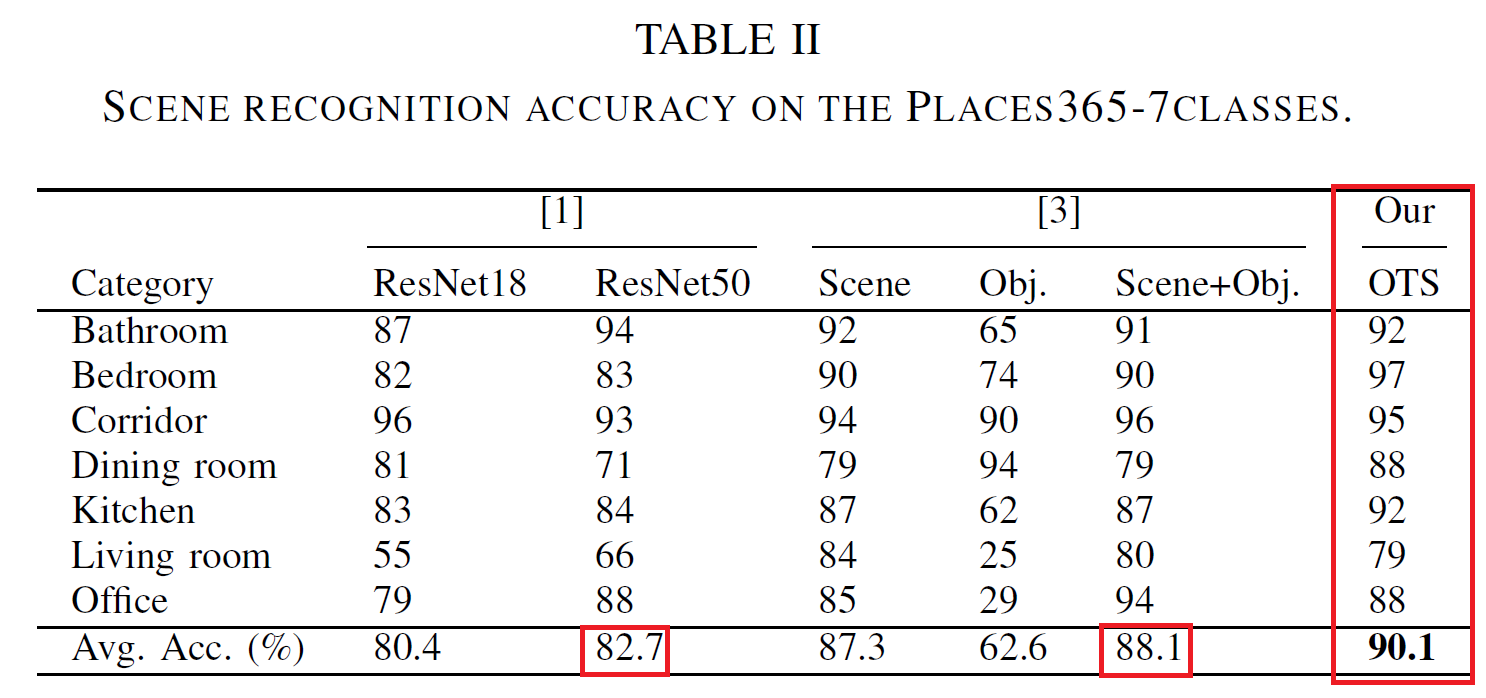 TABLE II
SCENE RECOGNITION ACCURACY ON THE PLACES365-7CLASSES.
[1] [3] Our
Category ResNet18 ResNet50 Scene Obj. Scene+Obj. OTS
Bathroom 87 94 92 65 91 92
Bedroom 82 83 90 74 90 97
Corridor 96 93 94 90 96 95
Dining room 81 71 79 94 79 88
Kitchen 83 84 87 62 87 92
Living room 55 66 84 25 80 79
Office 79 88 85 29 94 88
Avg. Acc. (%) 80.4 82.7 87.3 62.6 88.1 90.1